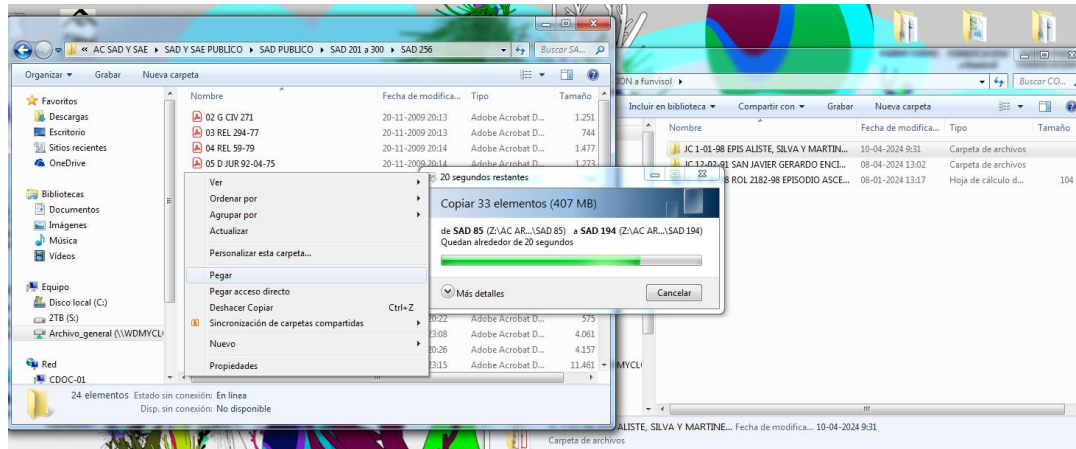 « AC SAD Y SAE ▸ SAD Y SAE PUBLICO ▸ SAD PUBLICO ▸ SAD 201 a 300 ▸ SAD 256
Buscar SA...
Organizar
Grabar
Nueva carpeta
Favoritos
Descargas
Escritorio
Sitios recientes
OneDrive
Bibliotecas
Documentos
Imágenes
Música
Vídeos
Equipo
Disco local (C:)
2TB (S:)
Archivo_general (\\WDMYCL
Red
CDOC-01
Nombre Fecha de modifica... Tipo Tamaño
02 G CIV 271 20-11-2009 20:13 Adobe Acrobat D... 1.251
03 REL 294-77 20-11-2009 20:13 Adobe Acrobat D... 744
04 REL 59-79 20-11-2009 20:14 Adobe Acrobat D... 1.477
05 D JUR 92-04-75 20-11-2009 20:14 Adobe Acrobat D... 1.273
Ver
Ordenar por
Agrupar por
Actualizar
Personalizar esta carpeta...
Pegar
Pegar acceso directo
Deshacer Copiar Ctrl+Z
Sincronización de carpetas compartidas
Nuevo
Propiedades
20:22 Adobe Acrobat D... 575
23:08 Adobe Acrobat D... 4.061
20:26 Adobe Acrobat D... 4.157
23:15 Adobe Acrobat D... 11.461
24 elementos Estado sin conexión: En línea
Disp. sin conexión: No disponible
20 segundos restantes
Copiar 33 elementos (407 MB)
de SAD 85 (Z:\AC AR...\SAD 85) a SAD 194 (Z:\AC AR...\SAD 194)
Quedan alrededor de 20 segundos
Más detalles
Cancelar
ION a funvisol ▸
Buscar CO...
Incluir en biblioteca
Compartir con
Grabar
Nueva carpeta
Nombre Fecha de modifica... Tipo Tamaño
JC 1-01-98 EPIS ALISTE, SILVA Y MARTIN... 10-04-2024 9:31 Carpeta de archivos
JC 12-02-91 SAN JAVIER GERARDO ENCI... 08-04-2024 13:02 Carpeta de archivos
8 ROL 2182-98 EPISODIO ASCE... 08-01-2024 13:17 Hoja de cálculo d... 104
MYCL
ALISTE, SILVA Y MARTINE... Fecha de modifica... 10-04-2024 9:31
Carpeta de archivos